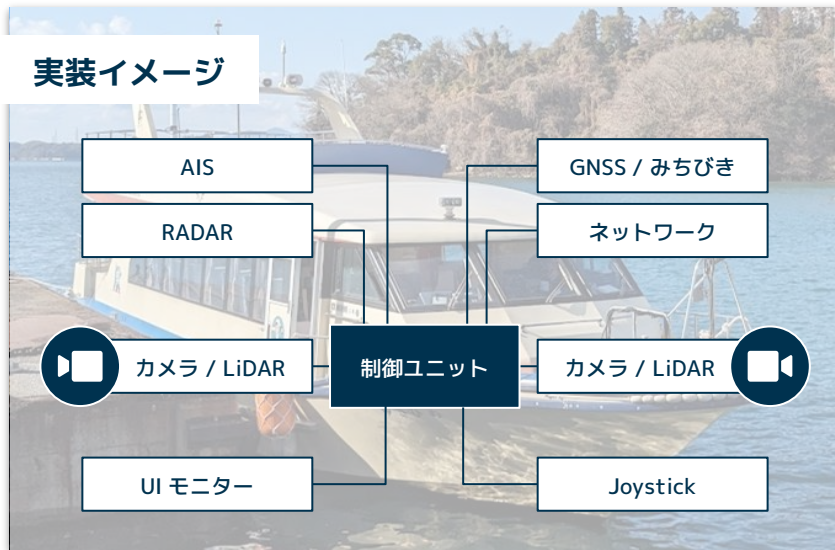 実装イメージ
AIS
GNSS / みちびき
RADAR
ネットワーク
カメラ / LiDAR
制御ユニット
カメラ / LiDAR
UI モニター
Joystick